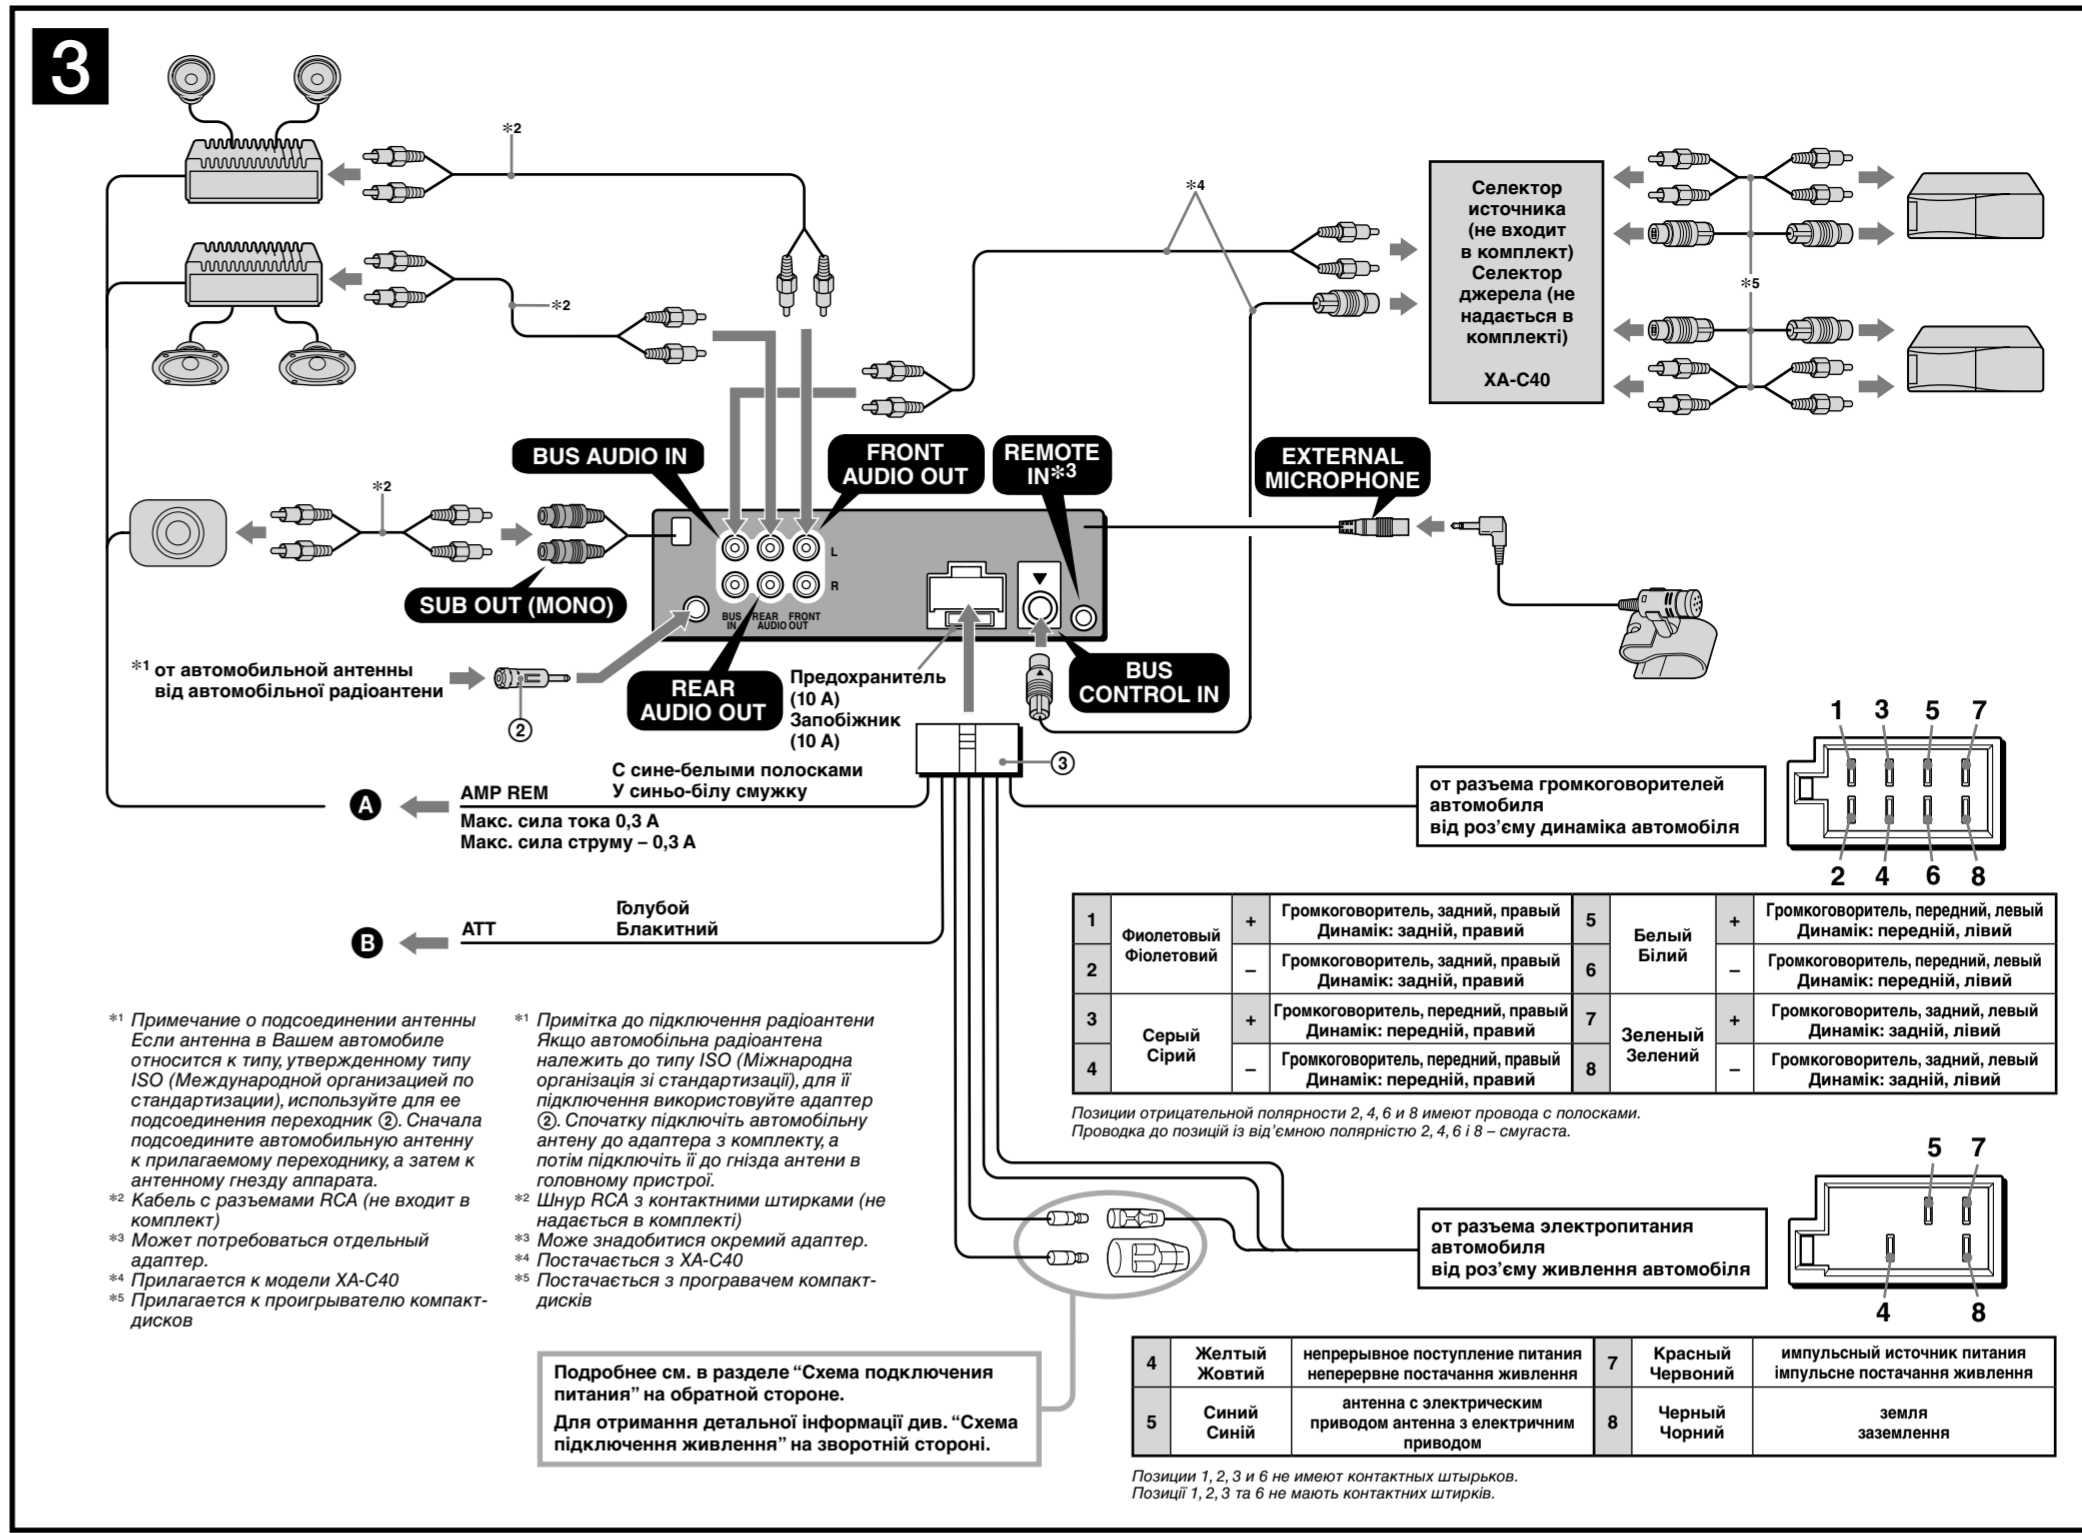 3
*2
*2
*4
Селектор
источника
(не входит
в комплект)
Селектор
джерела (не
надається в
комплекті)
XA-C40
*5
BUS AUDIO IN
FRONT
AUDIO OUT
REMOTE
IN*3
EXTERNAL
MICROPHONE
*2
SUB OUT (MONO)
L
R
BUS
IN
REAR FRONT
AUDIO OUT
*1 от автомобильной антенны
від автомобільної радіоантени
②
REAR
AUDIO OUT
Предохранитель
(10 A)
Запобіжник
(10 A)
BUS
CONTROL IN
③
С сине-белыми полосками
У синьо-білу смужку
A
AMP REM
Макс. сила тока 0,3 А
Макс. сила струму – 0,3 А
B
ATT
Голубой
Блакитний
от разъема громкоговорителей
автомобиля
від роз’єму динаміка автомобіля
1 3 5 7
2 4 6 8
1 Фиолетовый Фіолетовий + Громкоговоритель, задний, правый Динамік: задній, правий 5 Белый Білий + Громкоговоритель, передний, левый Динамік: передній, лівий
2 – Громкоговоритель, задний, правый Динамік: задній, правий 6 – Громкоговоритель, передний, левый Динамік: передній, лівий
3 Серый Сірий + Громкоговоритель, передний, правый Динамік: передній, правий 7 Зеленый Зелений + Громкоговоритель, задний, левый Динамік: задній, лівий
4 – Громкоговоритель, передний, правый Динамік: передній, правий 8 – Громкоговоритель, задний, левый Динамік: задній, лівий
Позиции отрицательной полярности 2, 4, 6 и 8 имеют провода с полосками.
Проводка до позицій із від’ємною полярністю 2, 4, 6 і 8 – смугаста.
*1 Примечание о подсоединении антенны
Если антенна в Вашем автомобиле
относится к типу, утвержденному типу
ISO (Международной организацией по
стандартизации), используйте для ее
подсоединения переходник ②. Сначала
подсоедините автомобильную антенну
к прилагаемому переходнику, а затем к
антенному гнезду аппарата.
*2 Кабель с разъемами RCA (не входит в
комплект)
*3 Может потребоваться отдельный
адаптер.
*4 Прилагается к модели XA-C40
*5 Прилагается к проигрывателю компакт-
дисков
*1 Примітка до підключення радіоантени
Якщо автомобільна радіоантена
належить до типу ISO (Міжнародна
організація зі стандартизації), для її
підключення використовуйте адаптер
②. Спочатку підключіть автомобільну
антену до адаптера з комплекту, а
потім підключіть її до гнізда антени в
головному пристрої.
*2 Шнур RCA з контактними штирками (не
надається в комплекті)
*3 Може знадобитися окремий адаптер.
*4 Постачається з XA-C40
*5 Постачається з програвачем компакт-
дисків
от разъема электропитания
автомобиля
від роз’єму живлення автомобіля
5 7
4 8
Подробнее см. в разделе “Схема подключения
питания” на обратной стороне.
Для отримання детальної інформації див. “Схема
підключення живлення” на зворотній стороні.
4 Желтый Жовтий непрерывное поступление питания неперервне постачання живлення 7 Красный Червоний импульсный источник питания імпульсне постачання живлення
5 Синий Синій антенна с электрическим приводом антена з електричним приводом 8 Черный Чорний земля заземлення
Позиции 1, 2, 3 и 6 не имеют контактных штырьков.
Позиції 1, 2, 3 та 6 не мають контактних штирків.